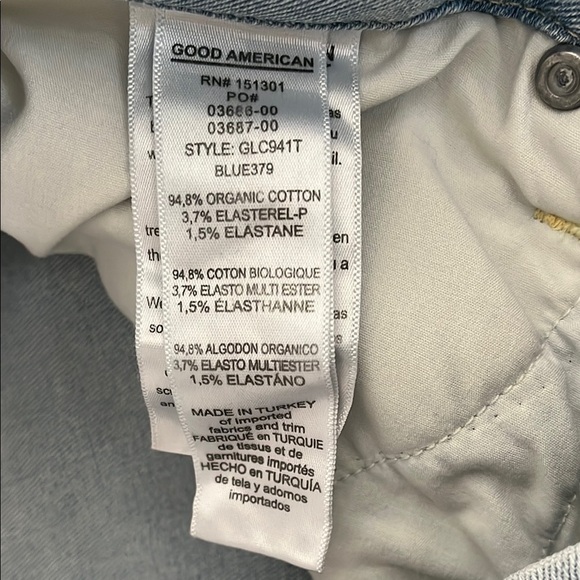 GOOD AMERICAN
RN# 151301
PO#
03686-00
03687-00
STYLE: GLC941T
BLUE379
94,8% ORGANIC COTTON
3,7% ELASTEREL-P
1,5% ELASTANE
94,8% COTON BIOLOGIQUE
3,7% ELASTO MULTI ESTER
1,5% ÉLASTHANNE
94,8% ALGODON ORGANICO
3,7% ELASTO MULTIESTER
1,5% ELASTÁNO
MADE IN TURKEY
of imported
fabrics and trim
FABRIQUÉ en TURQUIE
de tissus et de
garnitures importés
HECHO en TURQUÍA
de tela y adornos
importados